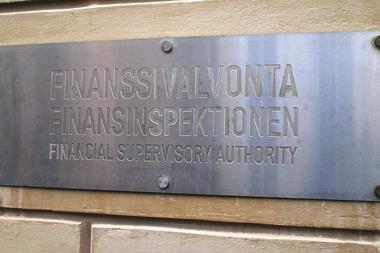 FINANSSIVALVONTA
FINANSINSPEKTIONEN
FINANCIAL SUPERVISORY AUTHORITY